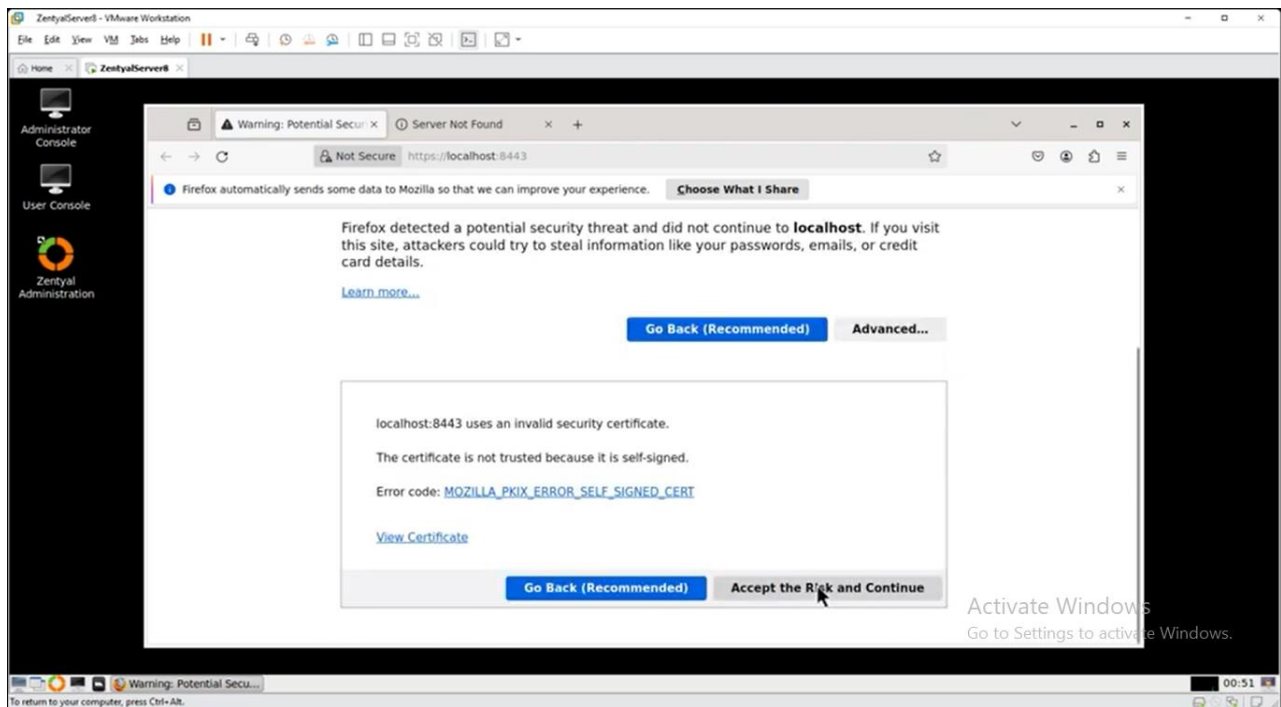 ZentyalServer8 - VMware Workstation
File Edit View VM Tabs Help
Home ZentyalServer8
Administrator
Console
User Console
Zentyal
Administration
Warning: Potential Secur Server Not Found
Not Secure https://localhost:8443
Firefox automatically sends some data to Mozilla so that we can improve your experience. Choose What I Share
Firefox detected a potential security threat and did not continue to localhost. If you visit
this site, attackers could try to steal information like your passwords, emails, or credit
card details.
Learn more...
Go Back (Recommended) Advanced...
localhost:8443 uses an invalid security certificate.
The certificate is not trusted because it is self-signed.
Error code: MOZILLA_PKIX_ERROR_SELF_SIGNED_CERT
View Certificate
Go Back (Recommended) Accept the Risk and Continue
Activate Windows
Go to Settings to activate Windows.
Warning: Potential Secu... 00:51
To return to your computer, press Ctrl+Alt.